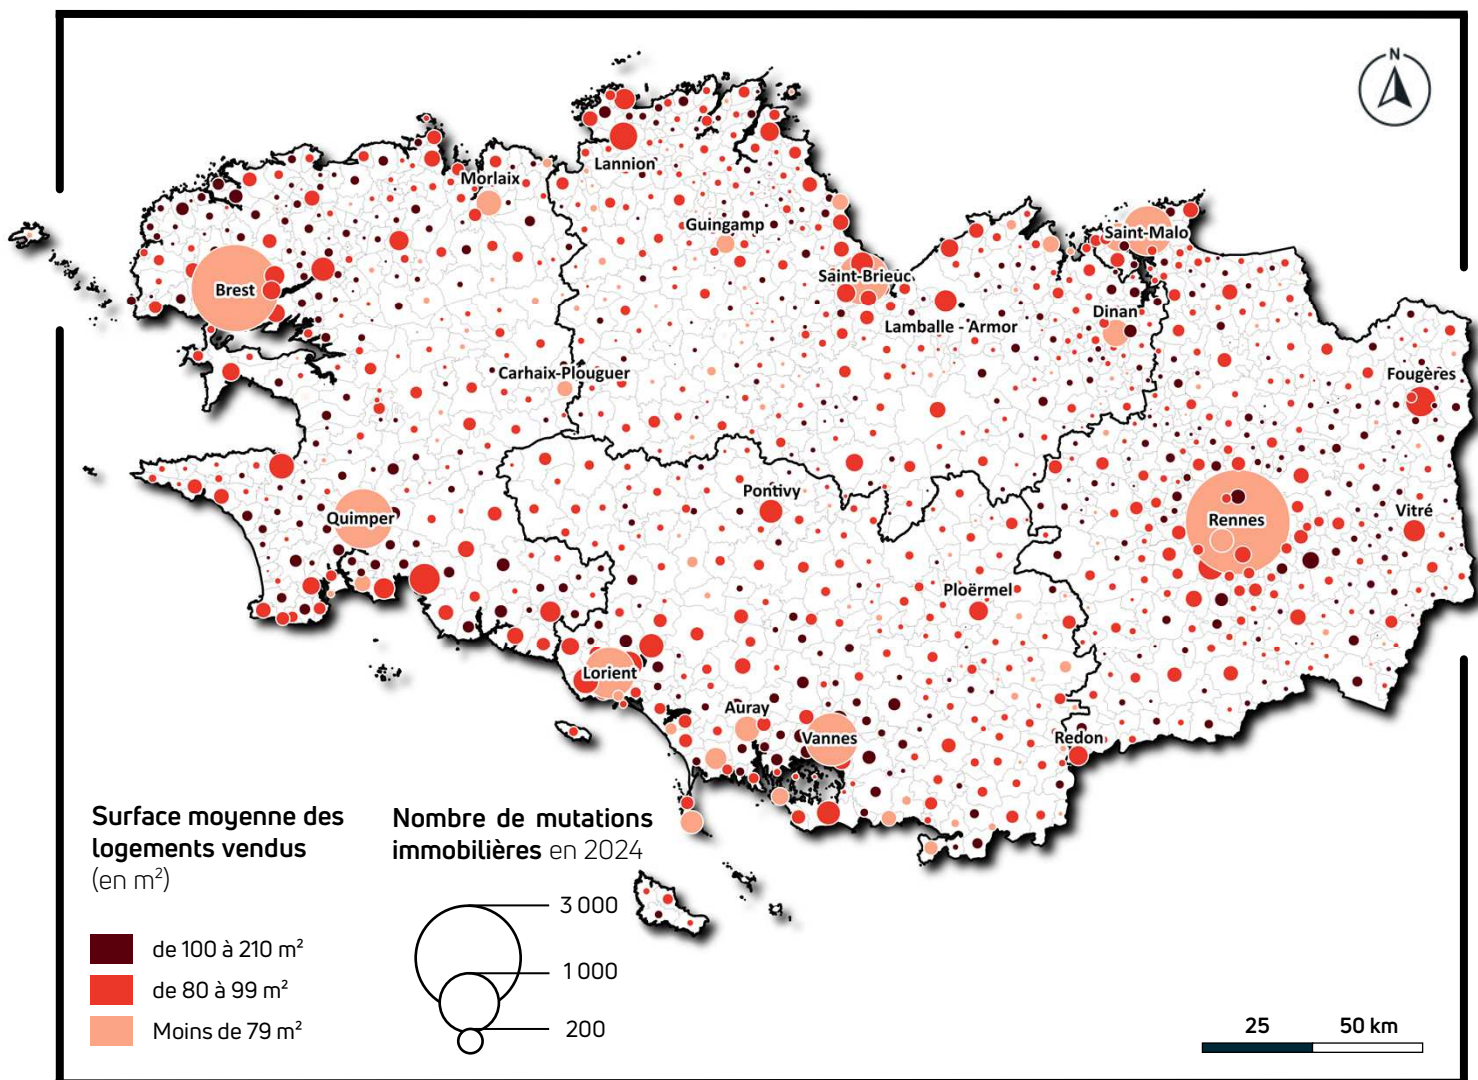 N
Lannion
Morlaix
Guingamp
Saint-Malo
Brest
Saint-Brieuc
Lamballe - Armor
Dinan
Carhaix-Plouguer
Fougères
Pontivy
Quimper
Rennes
Vitré
Ploërmel
Lorient
Auray
Vannes
Redon
Surface moyenne des
logements vendus
(en m²)
de 100 à 210 m²
de 80 à 99 m²
Moins de 79 m²
Nombre de mutations
immobilières en 2024
3 000
1 000
200
25 50 km